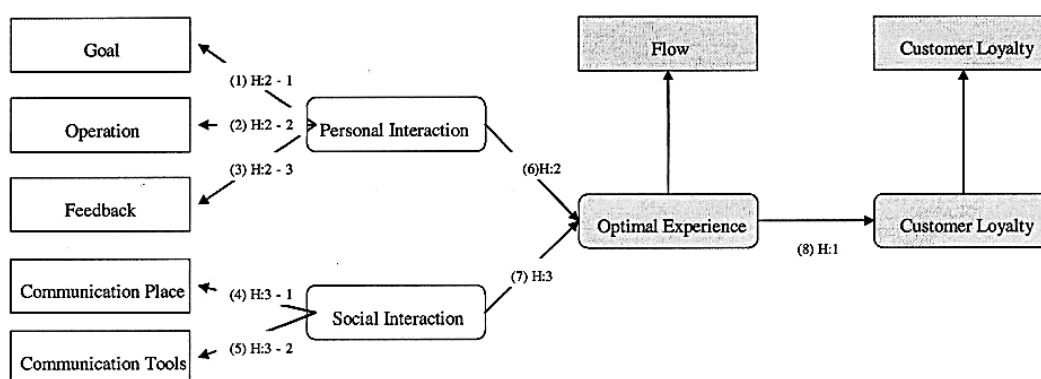 Goal
Flow
Customer Loyalty
(1) H:2 - 1
Operation
(2) H:2 - 2
Personal Interaction
(3) H:2 - 3
(6)H:2
Feedback
Optimal Experience
Customer Loyalty
(8) H:1
(7) H:3
Communication Place
(4) H:3 - 1
Social Interaction
(5) H:3 - 2
Communication Tools